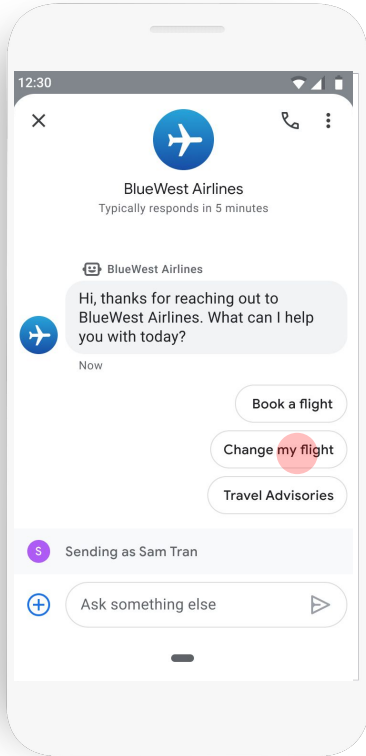 12:30
BlueWest Airlines
Typically responds in 5 minutes
BlueWest Airlines
Hi, thanks for reaching out to
BlueWest Airlines. What can I help
you with today?
Now
Book a flight
Change my flight
Travel Advisories
S
Sending as Sam Tran
Ask something else